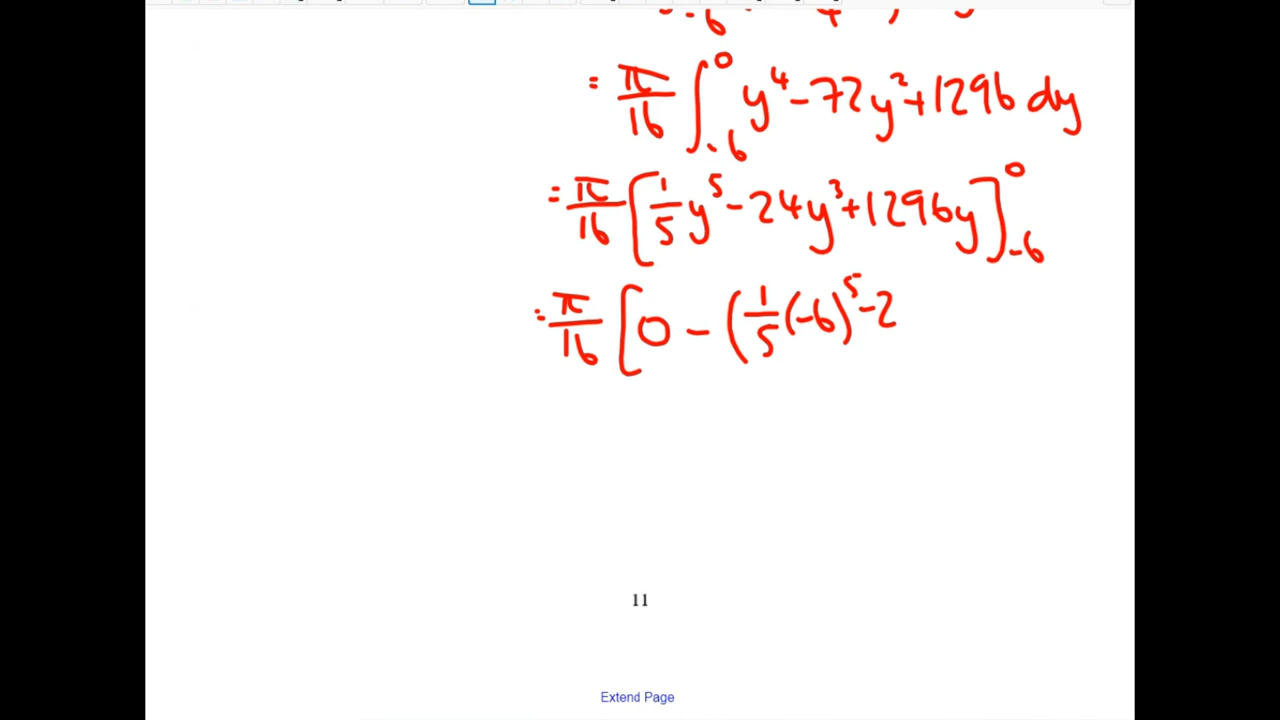 = π/16 ∫₋₆⁰ y⁴ - 72y² + 1296 dy
= π/16 [1/5 y⁵ - 24y³ + 1296y]₋₆⁰
= π/16 [0 - (1/5 (-6)⁵ - 2
11
Extend Page